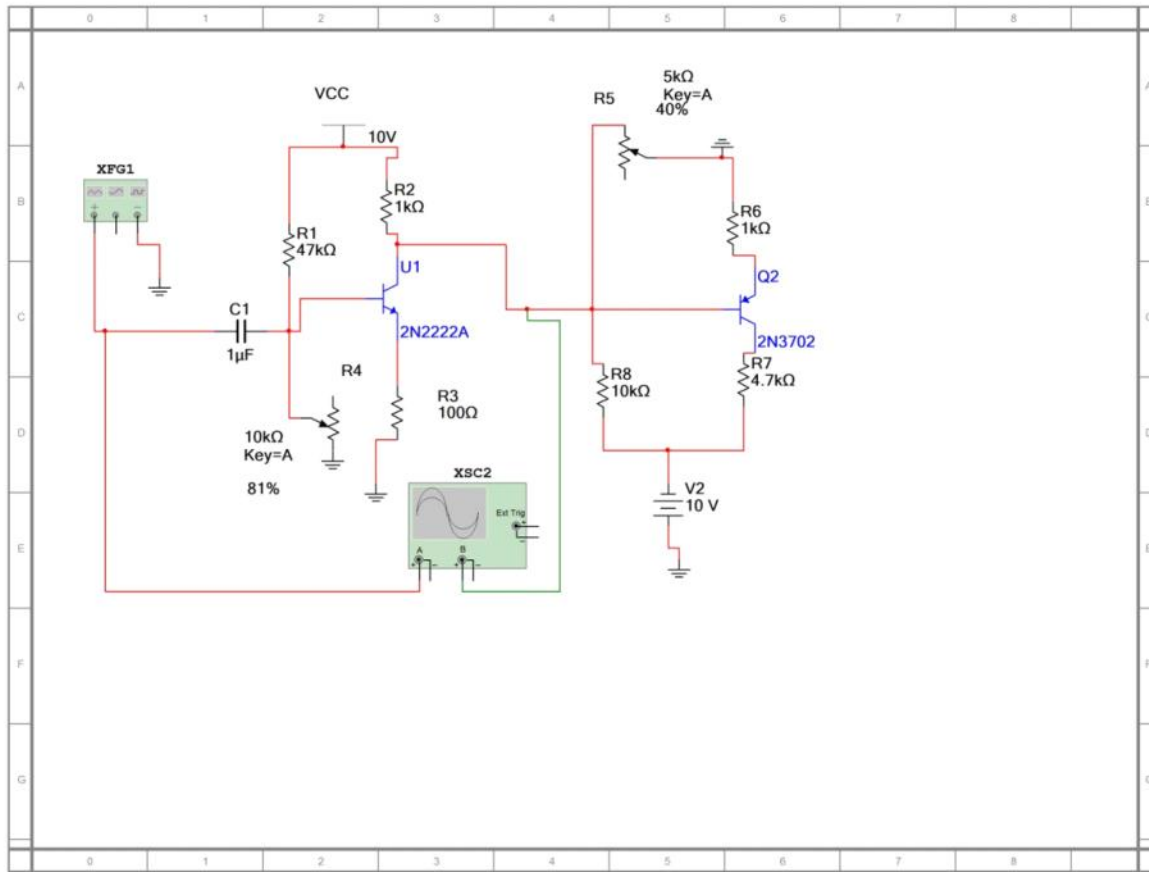 0 1 2 3 4 5 6 7 8
A A
B B
C C
D D
E E
F F
G G
VCC
10V
XFG1
+
−
R1
47kΩ
R2
1kΩ
U1
2N2222A
C1
1µF
R4
10kΩ
Key=A
81%
R3
100Ω
XSC2
Ext Trig
+
−
A
B
+ −
+ −
R5
5kΩ
Key=A
40%
R6
1kΩ
Q2
2N3702
R7
4.7kΩ
R8
10kΩ
V2
10 V
0 1 2 3 4 5 6 7 8